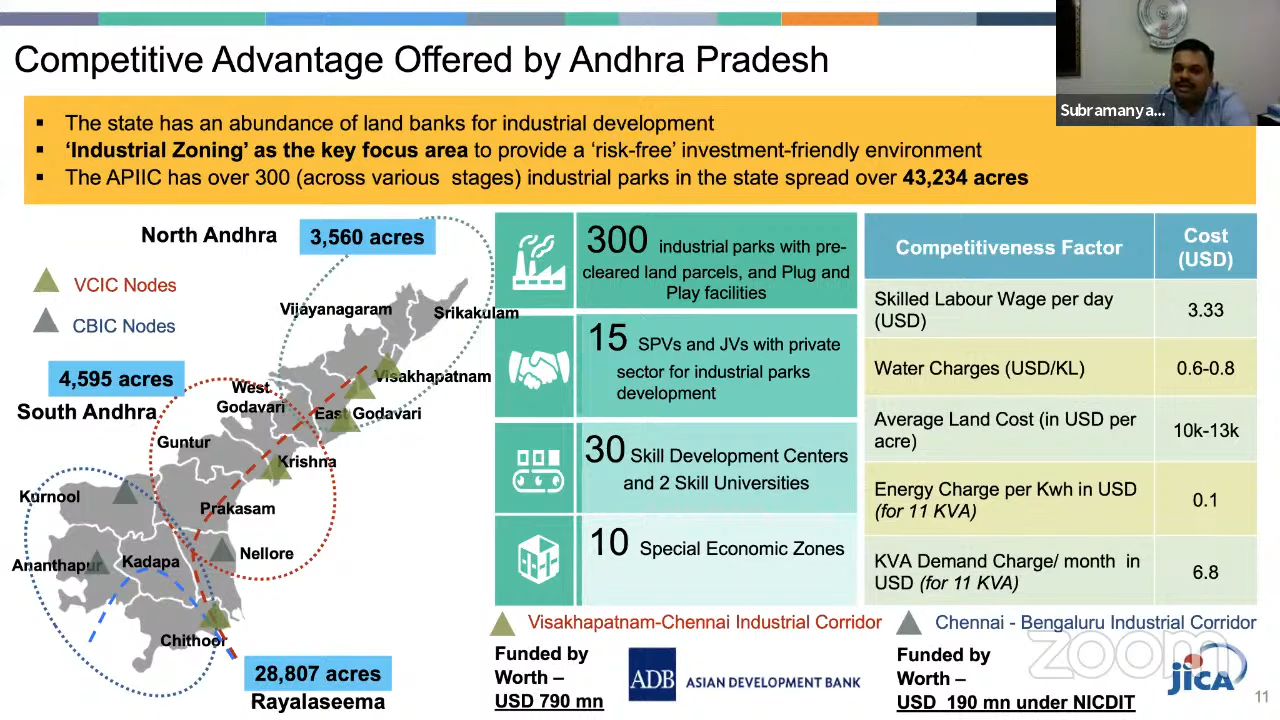 Competitive Advantage Offered by Andhra Pradesh
Subramanya...
▪ The state has an abundance of land banks for industrial development
▪ ‘Industrial Zoning’ as the key focus area to provide a ‘risk-free’ investment-friendly environment
▪ The APIIC has over 300 (across various stages) industrial parks in the state spread over 43,234 acres
North Andhra
3,560 acres
VCIC Nodes
CBIC Nodes
Vijayanagaram
Srikakulam
4,595 acres
South Andhra
Visakhapatnam
West
Godavari
East Godavari
Guntur
Krishna
Kurnool
Prakasam
Nellore
Ananthapur
Kadapa
Chithoor
28,807 acres
Rayalaseema
300 industrial parks with pre-
cleared land parcels, and Plug and
Play facilities
15 SPVs and JVs with private
sector for industrial parks
development
30 Skill Development Centers
and 2 Skill Universities
10 Special Economic Zones
Competitiveness Factor
Cost
(USD)
Skilled Labour Wage per day
(USD)
3.33
Water Charges (USD/KL)
0.6-0.8
Average Land Cost (in USD per
acre)
10k-13k
Energy Charge per Kwh in USD
(for 11 KVA)
0.1
KVA Demand Charge/ month in
USD (for 11 KVA)
6.8
Visakhapatnam-Chennai Industrial Corridor
Chennai - Bengaluru Industrial Corridor
Funded by
Worth –
USD 790 mn
ADB
ASIAN DEVELOPMENT BANK
Funded by
Worth –
USD 190 mn under NICDIT
zoom
jICA
11